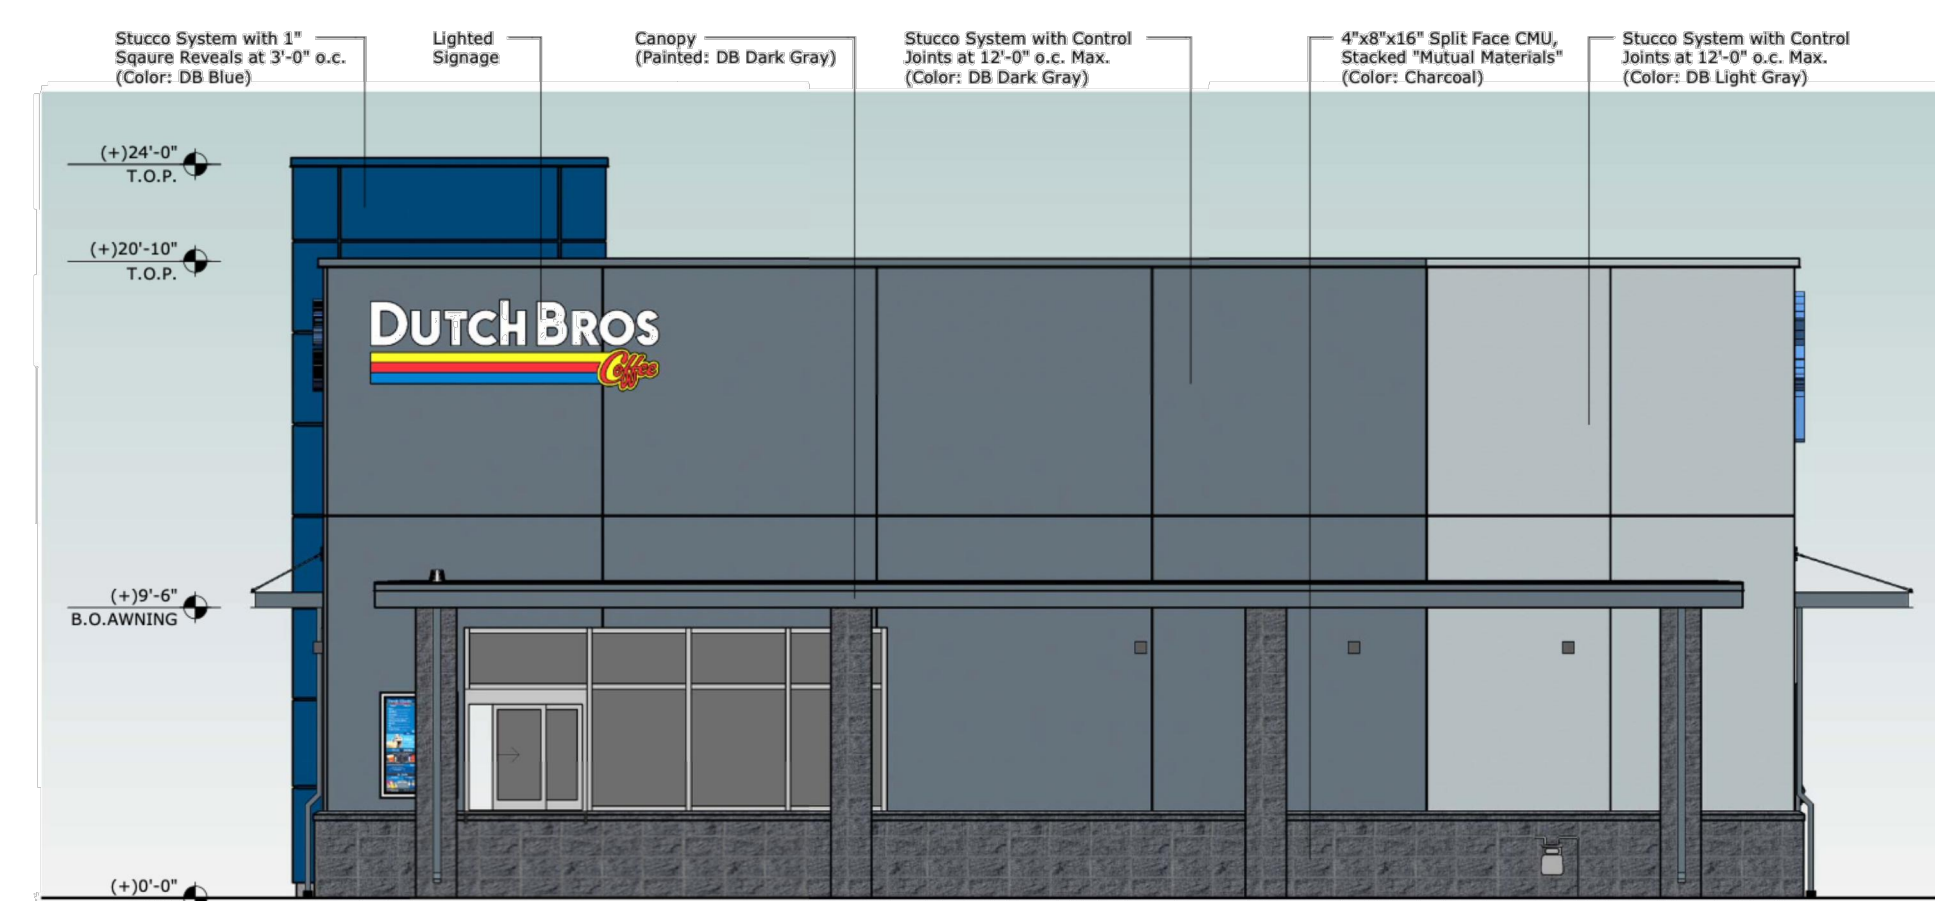 Stucco System with 1"
Sqaure Reveals at 3'-0" o.c.
(Color: DB Blue)
Lighted
Signage
Canopy
(Painted: DB Dark Gray)
Stucco System with Control
Joints at 12'-0" o.c. Max.
(Color: DB Dark Gray)
4"x8"x16" Split Face CMU,
Stacked "Mutual Materials"
(Color: Charcoal)
Stucco System with Control
Joints at 12'-0" o.c. Max.
(Color: DB Light Gray)
(+)24'-0"
T.O.P.
(+)20'-10"
T.O.P.
DUTCH BROS
Coffee
(+)9'-6"
B.O.AWNING
(+)0'-0"